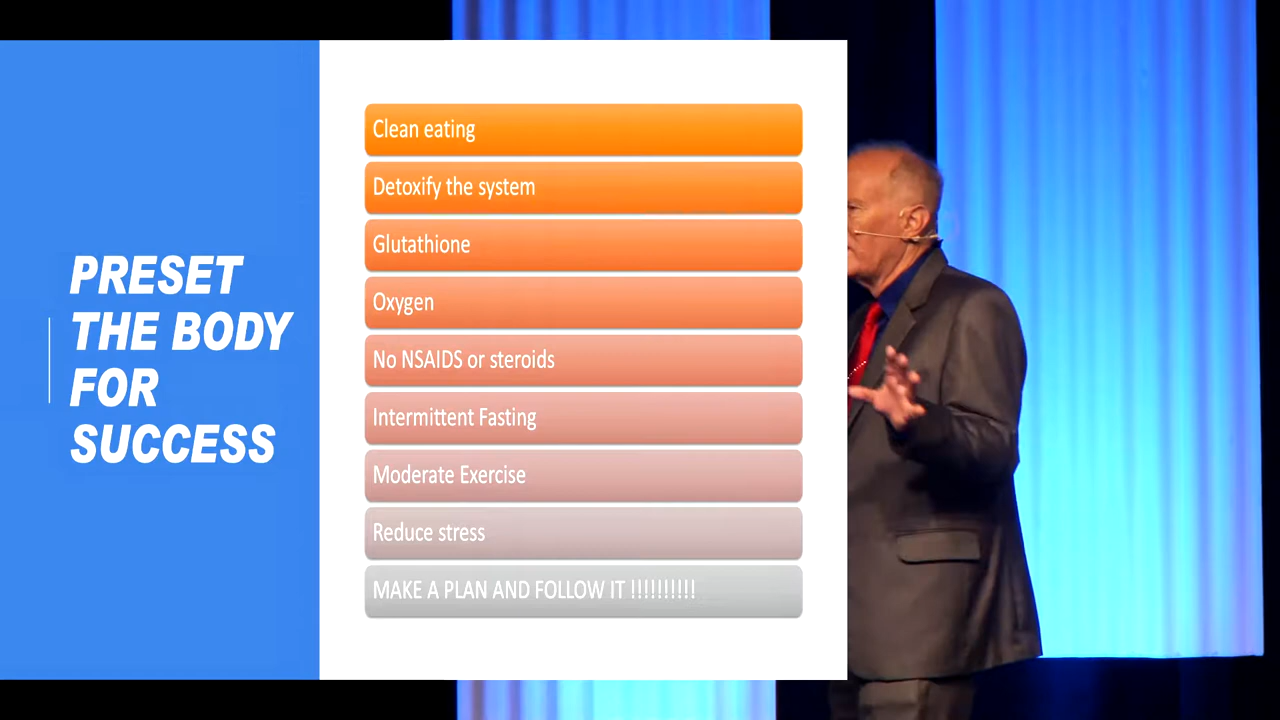 PRESET
THE BODY
FOR
SUCCESS
Clean eating
Detoxify the system
Glutathione
Oxygen
No NSAIDS or steroids
Intermittent Fasting
Moderate Exercise
Reduce stress
MAKE A PLAN AND FOLLOW IT !!!!!!!!!!